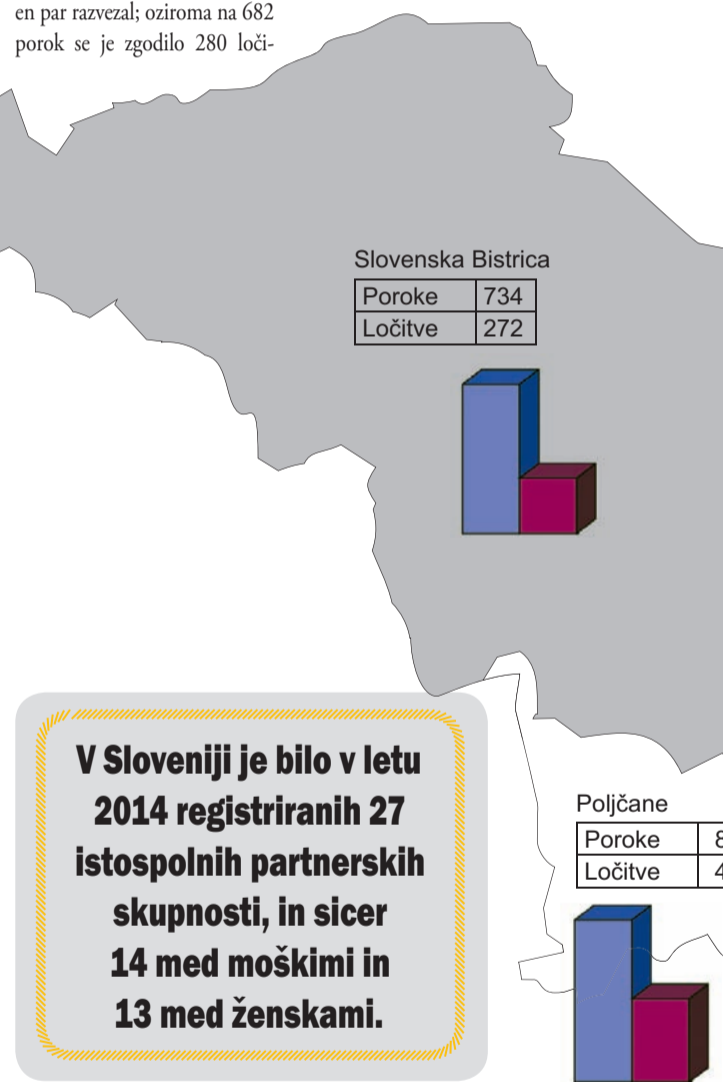 en par razvezal; oziroma na 682
porok se je zgodilo 280 loči-
Slovenska Bistrica
Poroke 734
Ločitve 272
V Sloveniji je bilo v letu
2014 registriranih 27
istospolnih partnerskih
skupnosti, in sicer
14 med moškimi in
13 med ženskami.
Poljčane
Poroke
Ločitve 4